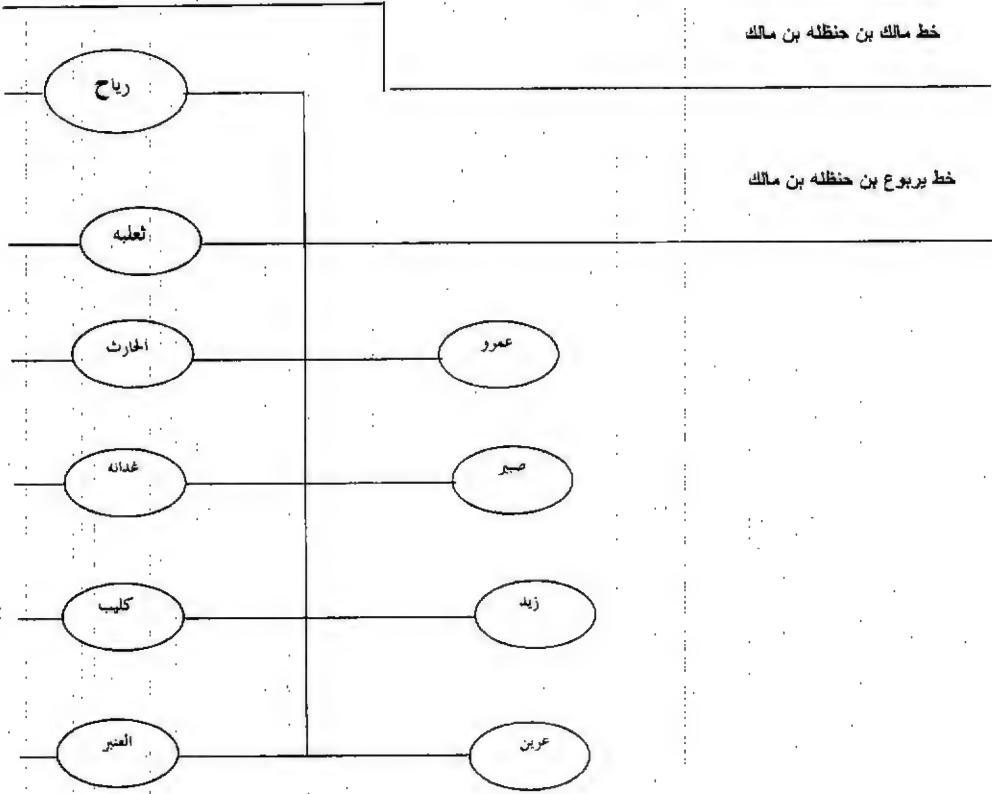 خط مالك بن حنظله بن مالك
رياح
خط يربوع بن حنظله بن مالك
ثعلبه
عمرو
الحارث
صبر
غدانه
زيد
كليب
عرين
العنبر